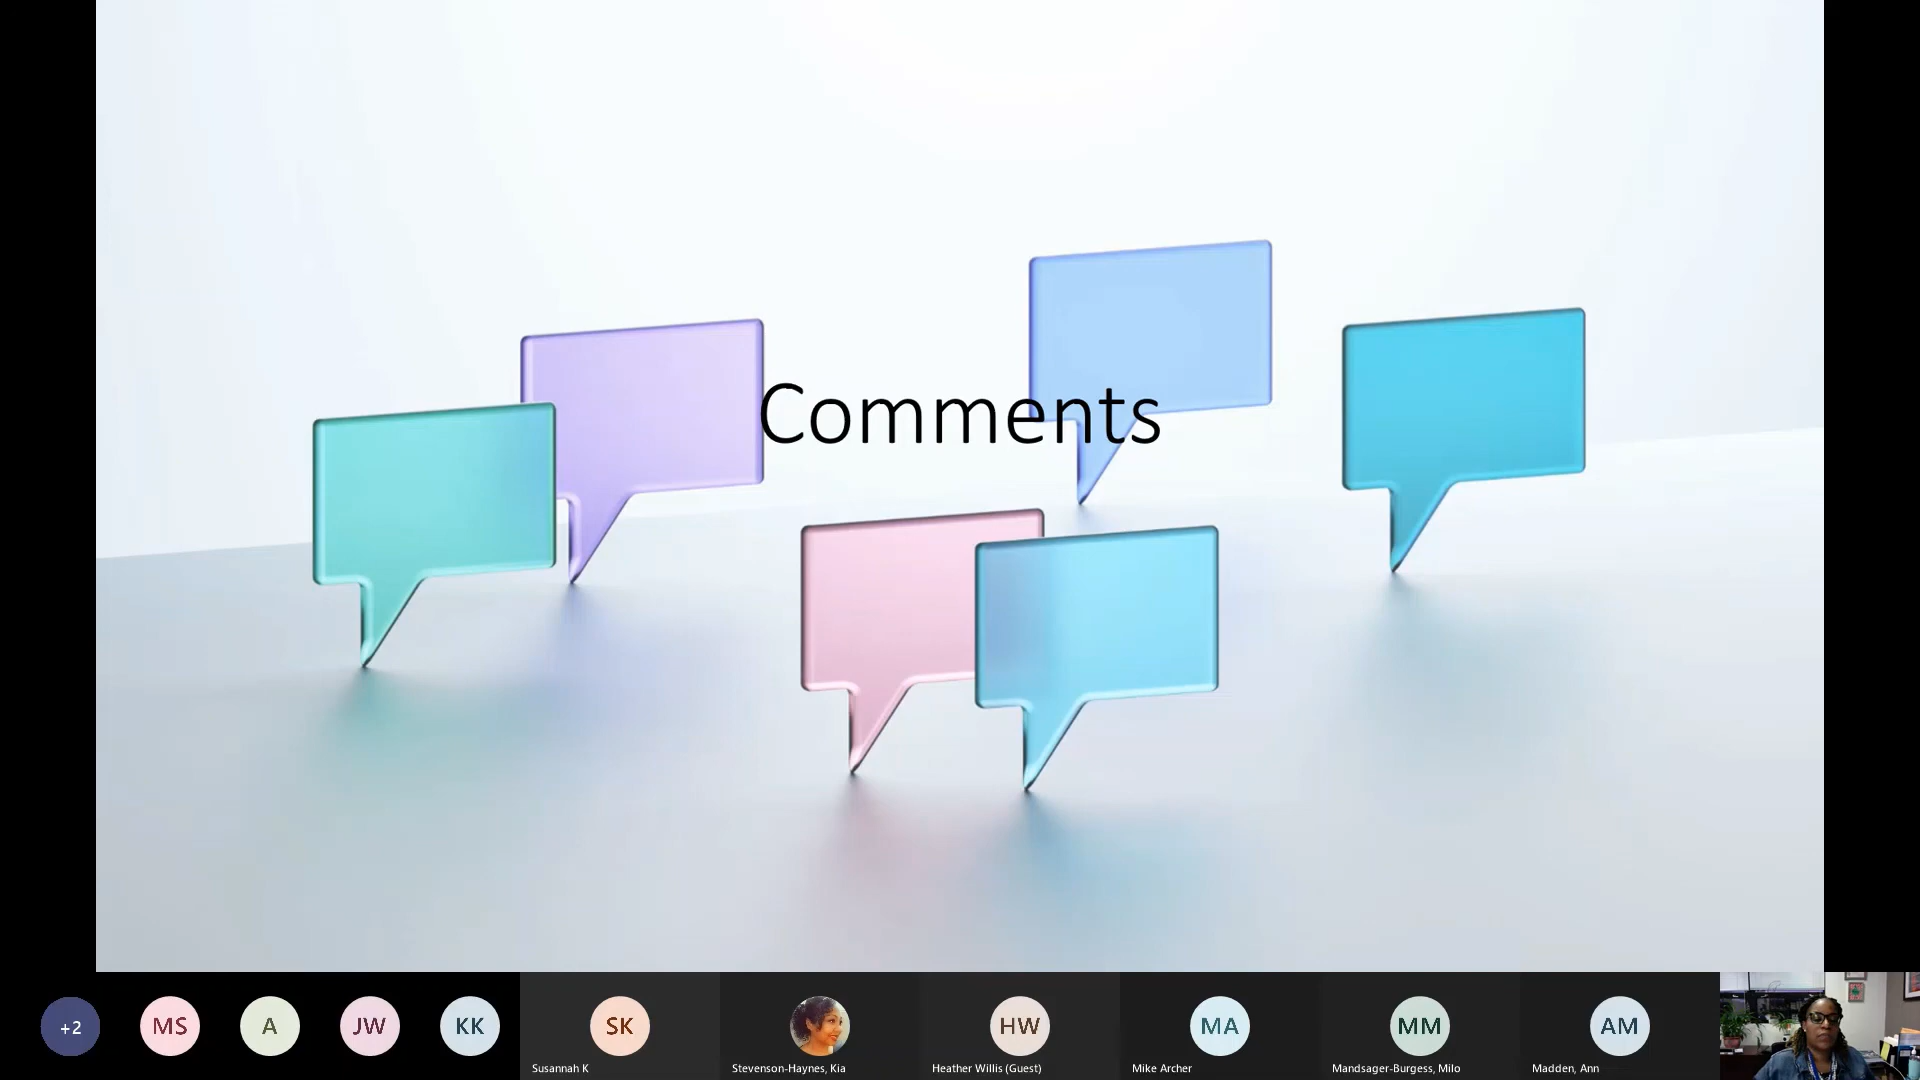 Comments
+2
MS
A
JW
KK
SK
HW
MA
MM
AM
Susannah K
Stevenson-Haynes, Kia
Heather Willis (Guest)
Mike Archer
Mandsager-Burgess, Milo
Madden, Ann